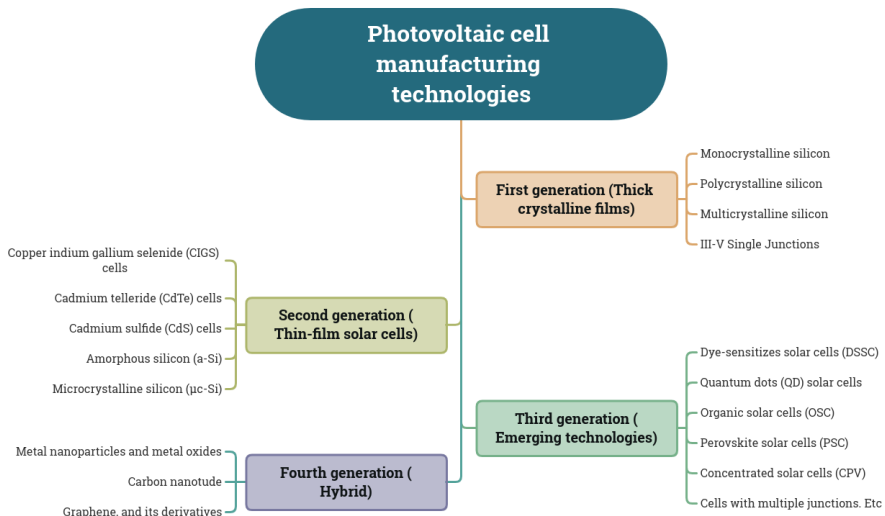 Photovoltaic cell
manufacturing
technologies
First generation (Thick
crystalline films)
Monocrystalline silicon
Polycrystalline silicon
Multicrystalline silicon
III-V Single Junctions
Second generation (
Thin-film solar cells)
Copper indium gallium selenide (CIGS)
cells
Cadmium telleride (CdTe) cells
Cadmium sulfide (CdS) cells
Amorphous silicon (a-Si)
Microcrystalline silicon (µc-Si)
Third generation (
Emerging technologies)
Dye-sensitizes solar cells (DSSC)
Quantum dots (QD) solar cells
Organic solar cells (OSC)
Perovskite solar cells (PSC)
Concentrated solar cells (CPV)
Cells with multiple junctions. Etc
Fourth generation (
Hybrid)
Metal nanoparticles and metal oxides
Carbon nanotude
Graphene, and its derivatives